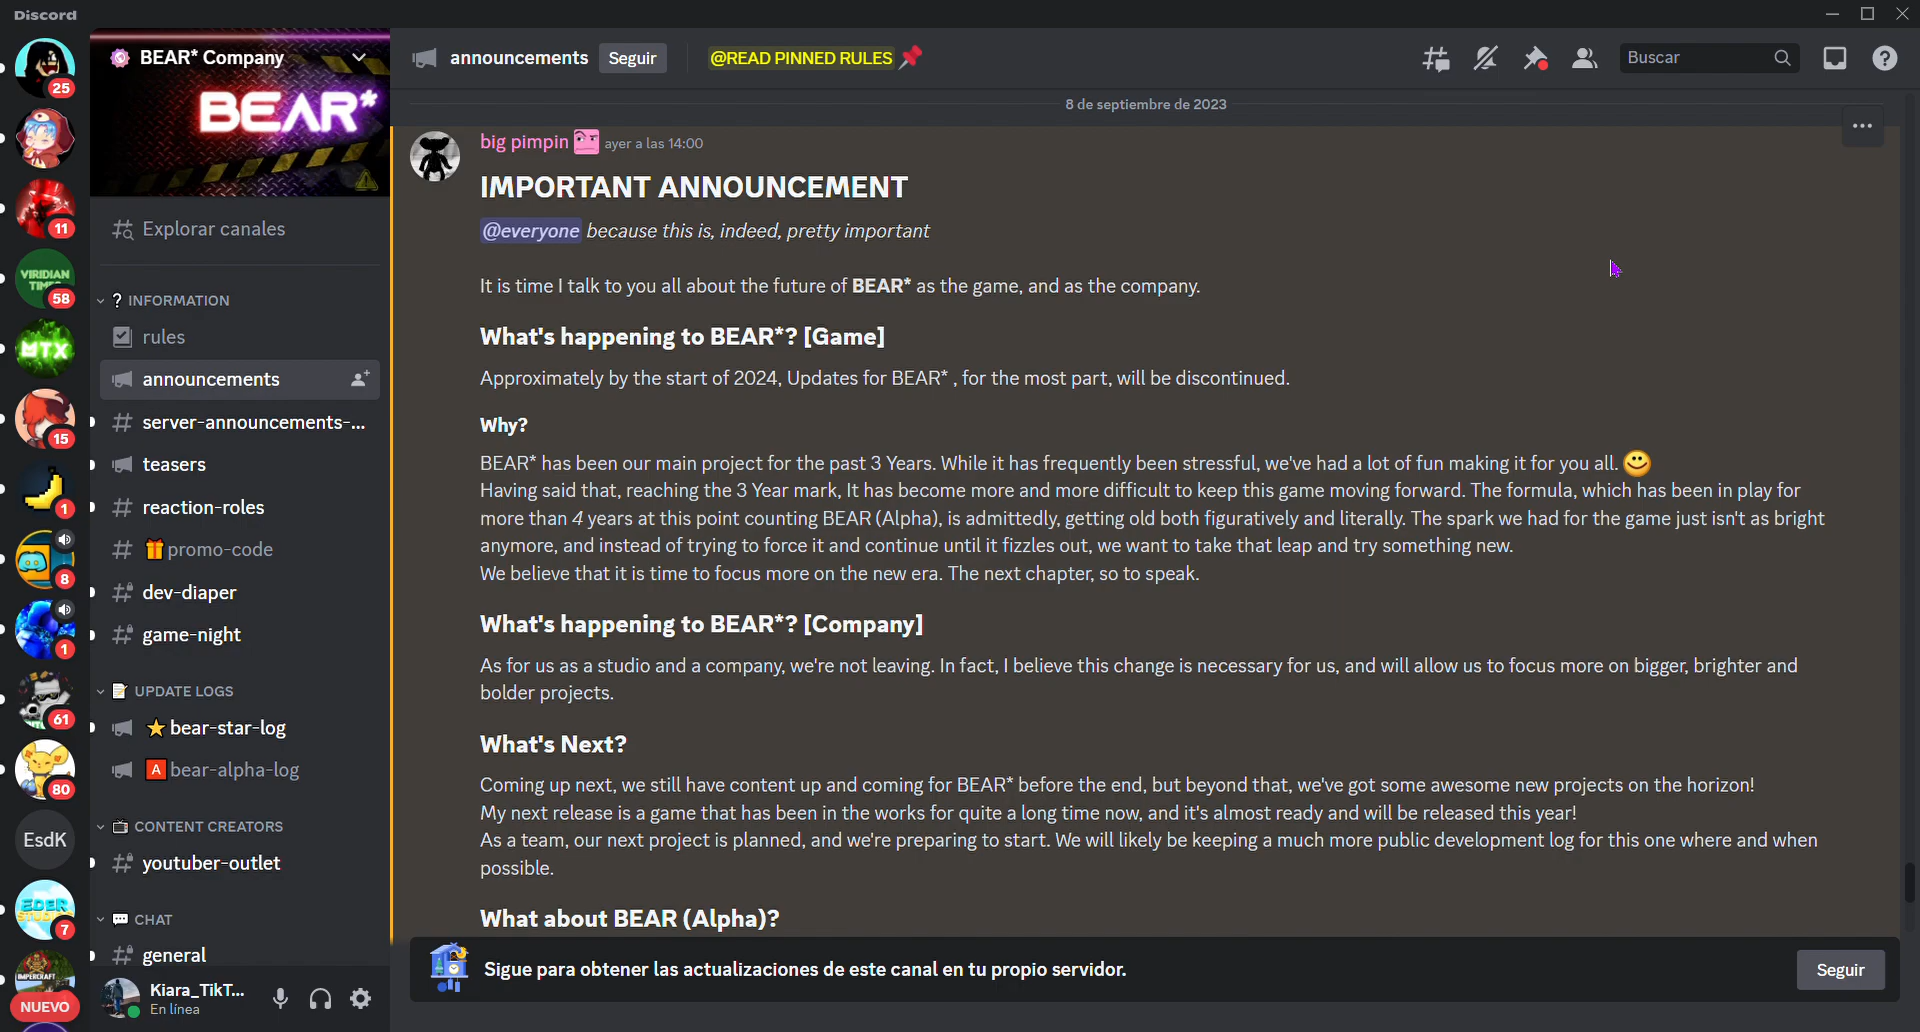 Discord
25
11
VIRIDIAN
58
MTX
15
1
8
1
61
80
EsdK
EDER
STUDIOS
7
IMPERCRAFT
NUEVO
BEAR* Company
BEAR*
Explorar canales
? INFORMATION
rules
announcements
server-announcements-...
teasers
reaction-roles
promo-code
dev-diaper
game-night
UPDATE LOGS
bear-star-log
A bear-alpha-log
CONTENT CREATORS
youtuber-outlet
CHAT
general
Kiara_TikT...
En línea
announcements Seguir @READ PINNED RULES
Buscar
8 de septiembre de 2023
big pimpin ayer a las 14:00
IMPORTANT ANNOUNCEMENT
@everyone because this is, indeed, pretty important
It is time I talk to you all about the future of BEAR* as the game, and as the company.
What's happening to BEAR*? [Game]
Approximately by the start of 2024, Updates for BEAR* , for the most part, will be discontinued.
Why?
BEAR* has been our main project for the past 3 Years. While it has frequently been stressful, we've had a lot of fun making it for you all.
Having said that, reaching the 3 Year mark, It has become more and more difficult to keep this game moving forward. The formula, which has been in play for
more than 4 years at this point counting BEAR (Alpha), is admittedly, getting old both figuratively and literally. The spark we had for the game just isn't as bright
anymore, and instead of trying to force it and continue until it fizzles out, we want to take that leap and try something new.
We believe that it is time to focus more on the new era. The next chapter, so to speak.
What's happening to BEAR*? [Company]
As for us as a studio and a company, we're not leaving. In fact, I believe this change is necessary for us, and will allow us to focus more on bigger, brighter and
bolder projects.
What's Next?
Coming up next, we still have content up and coming for BEAR* before the end, but beyond that, we've got some awesome new projects on the horizon!
My next release is a game that has been in the works for quite a long time now, and it's almost ready and will be released this year!
As a team, our next project is planned, and we're preparing to start. We will likely be keeping a much more public development log for this one where and when
possible.
What about BEAR (Alpha)?
Sigue para obtener las actualizaciones de este canal en tu propio servidor.
Seguir